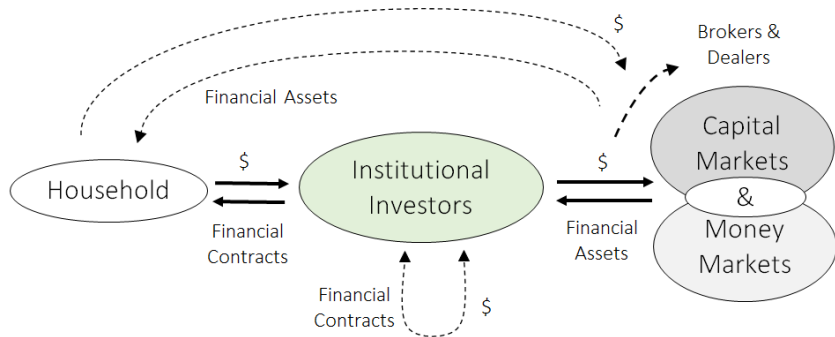 $
Brokers &
Dealers
Financial Assets
Capital
Markets
&
Money
Markets
$
Household
Financial
Contracts
Institutional
Investors
$
Financial
Assets
Financial
Contracts
$